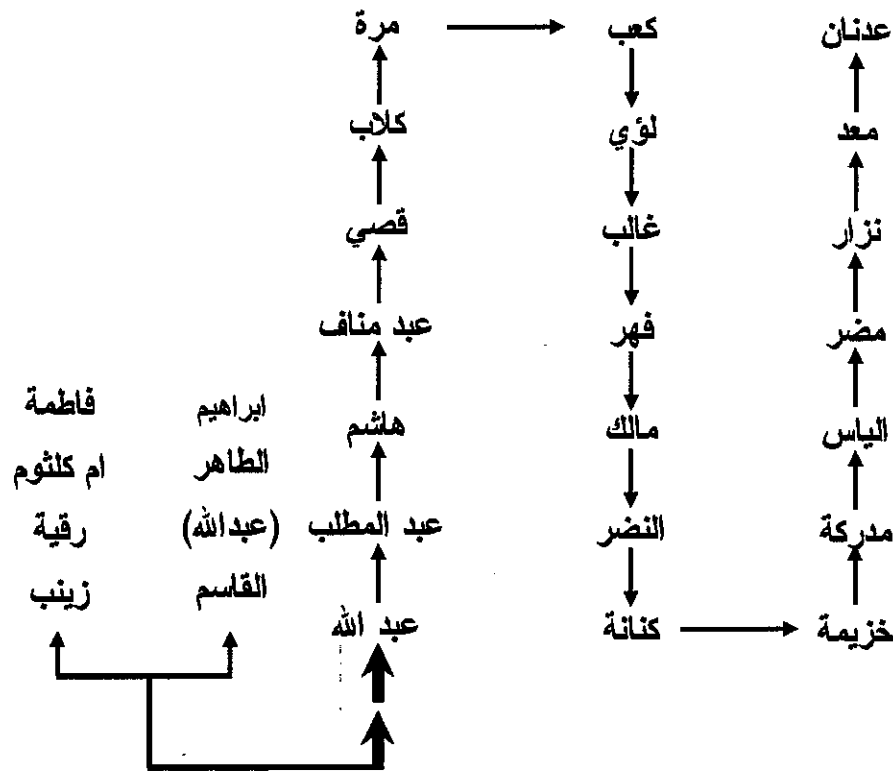 عدنان
كعب
مرة
معد
لؤي
كلاب
نزار
غالب
قصي
مضر
فهر
عبد مناف
الياس
مالك
هاشم
ابراهيم
فاطمة
الطاهر
ام كلثوم
مدركة
النضر
عبد المطلب
(عبدالله)
رقية
خزيمة
كنانة
عبد الله
القاسم
زينب